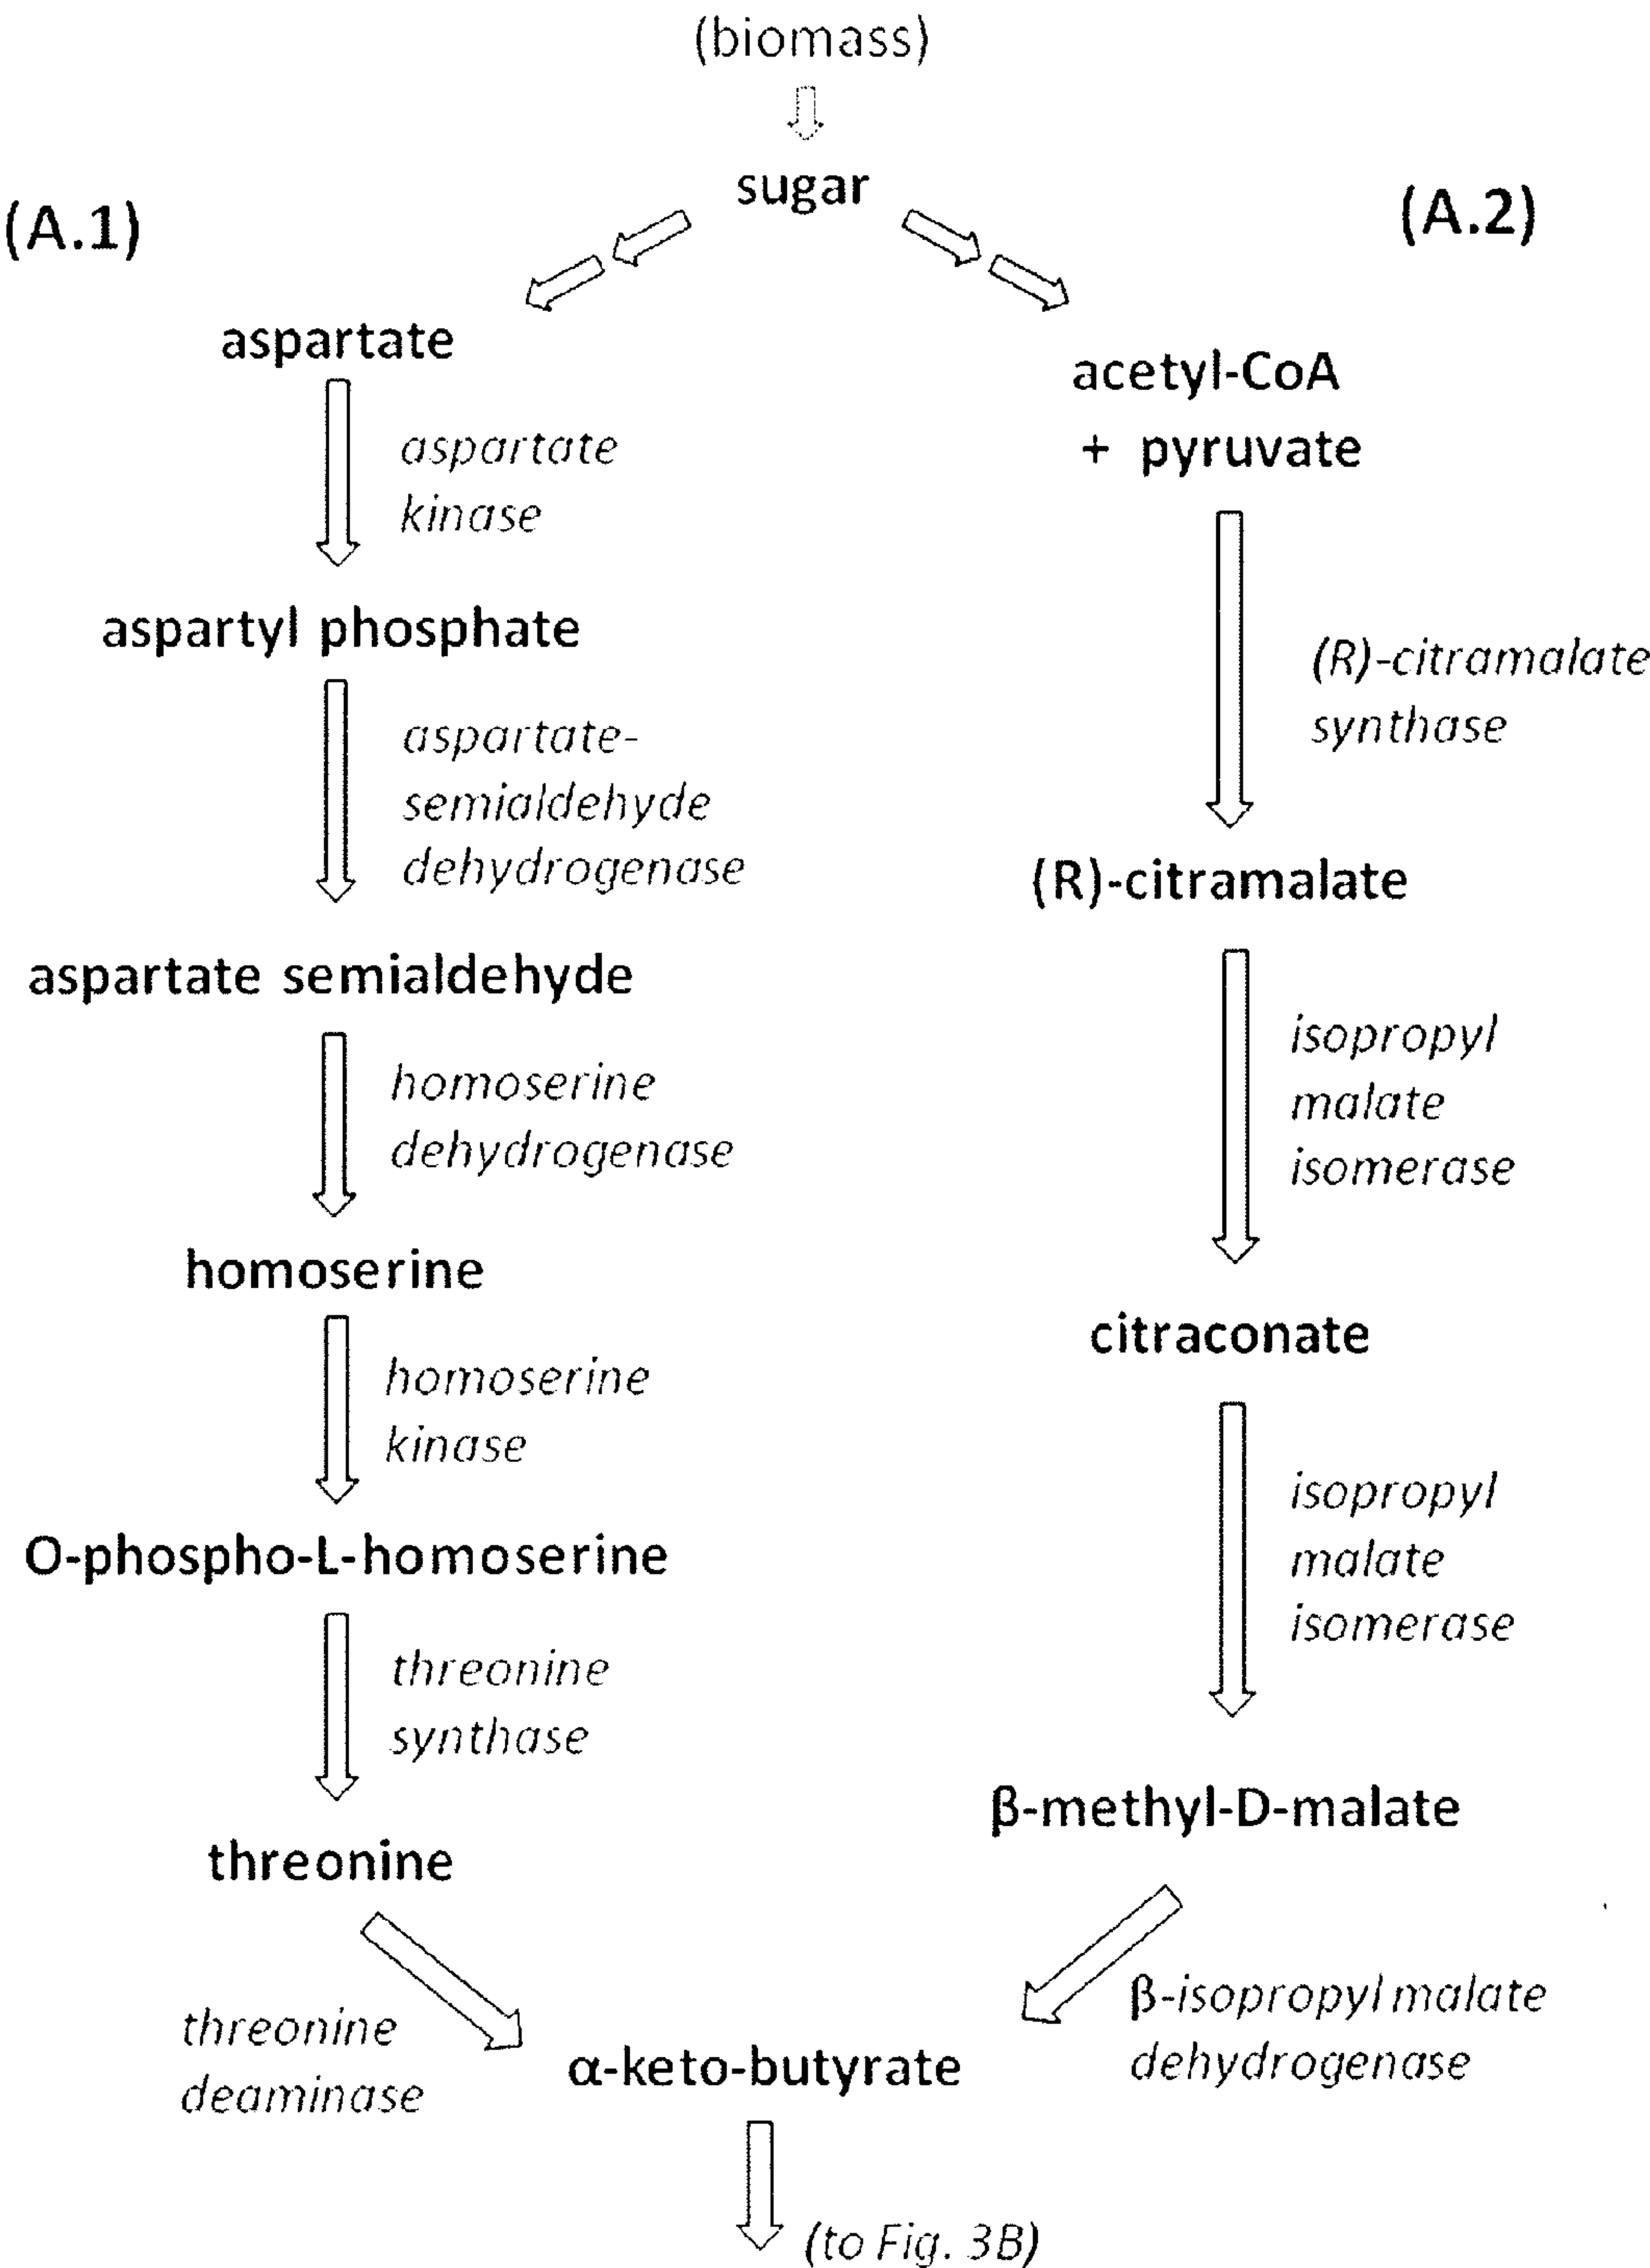 (biomass)
sugar
(A.1)
(A.2)
aspartate
aspartate
kinase
aspartyl phosphate
aspartate-
semialdehyde
dehydrogenase
aspartate semialdehyde
homoserine
dehydrogenase
homoserine
homoserine
kinase
O-phospho-L-homoserine
threonine
synthase
threonine
threonine
deaminase
acetyl-CoA
+ pyruvate
(R)-citramalate
synthase
(R)-citramalate
isopropyl
malate
isomerase
citraconate
isopropyl
malate
isomerase
β-methyl-D-malate
β-isopropyl malate
dehydrogenase
α-keto-butyrate
(to Fig. 3B)